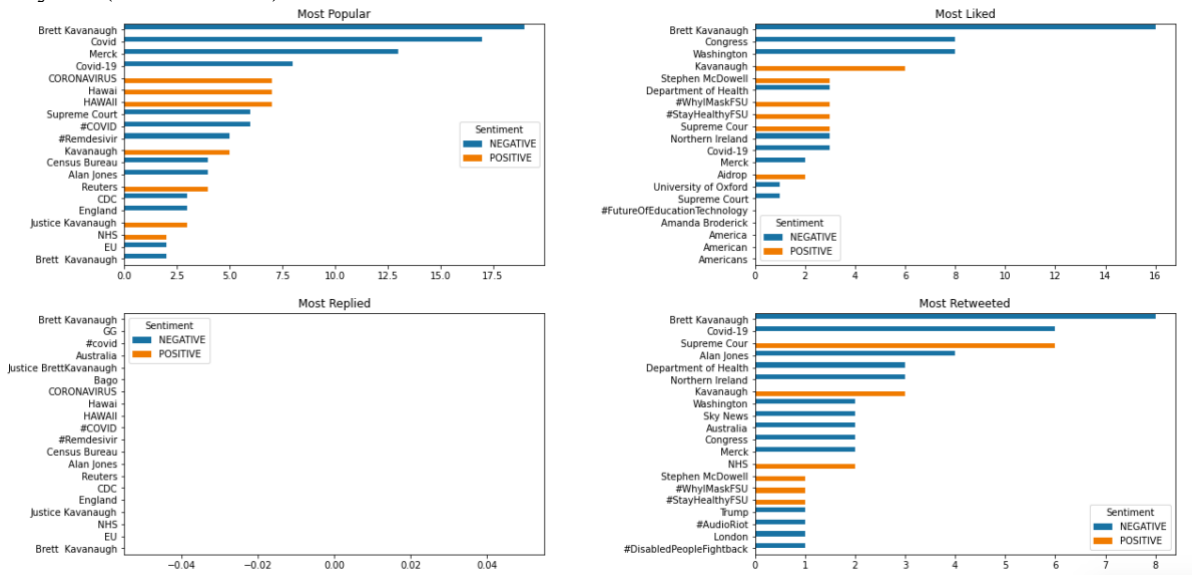 Most Popular
Brett Kavanaugh
Covid
Merck
Covid-19
CORONAVIRUS
Hawai
HAWAII
Supreme Court
#COVID
#Remdesivir
Kavanaugh
Census Bureau
Alan Jones
Reuters
CDC
England
Justice Kavanaugh
NHS
EU
Brett  Kavanaugh
Sentiment
NEGATIVE
POSITIVE
0.0 2.5 5.0 7.5 10.0 12.5 15.0 17.5
Most Liked
Brett Kavanaugh
Congress
Washington
Kavanaugh
Stephen McDowell
Department of Health
#WhyIMaskFSU
#StayHealthyFSU
Supreme Cour
Northern Ireland
Covid-19
Merck
Aidrop
University of Oxford
Supreme Court
#FutureOfEducationTechnology
Amanda Broderick
America
American
Americans
Sentiment
NEGATIVE
POSITIVE
0 2 4 6 8 10 12 14 16
Most Replied
Brett Kavanaugh
GG
#covid
Australia
Justice BrettKavanaugh
Bago
CORONAVIRUS
Hawai
HAWAII
#COVID
#Remdesivir
Census Bureau
Alan Jones
Reuters
CDC
England
Justice Kavanaugh
NHS
EU
Brett  Kavanaugh
Sentiment
NEGATIVE
POSITIVE
−0.04 −0.02 0.00 0.02 0.04
Most Retweeted
Brett Kavanaugh
Covid-19
Supreme Cour
Alan Jones
Department of Health
Northern Ireland
Kavanaugh
Washington
Sky News
Australia
Congress
Merck
NHS
Stephen McDowell
#WhyIMaskFSU
#StayHealthyFSU
Trump
#AudioRiot
London
#DisabledPeopleFightback
Sentiment
NEGATIVE
POSITIVE
0 1 2 3 4 5 6 7 8